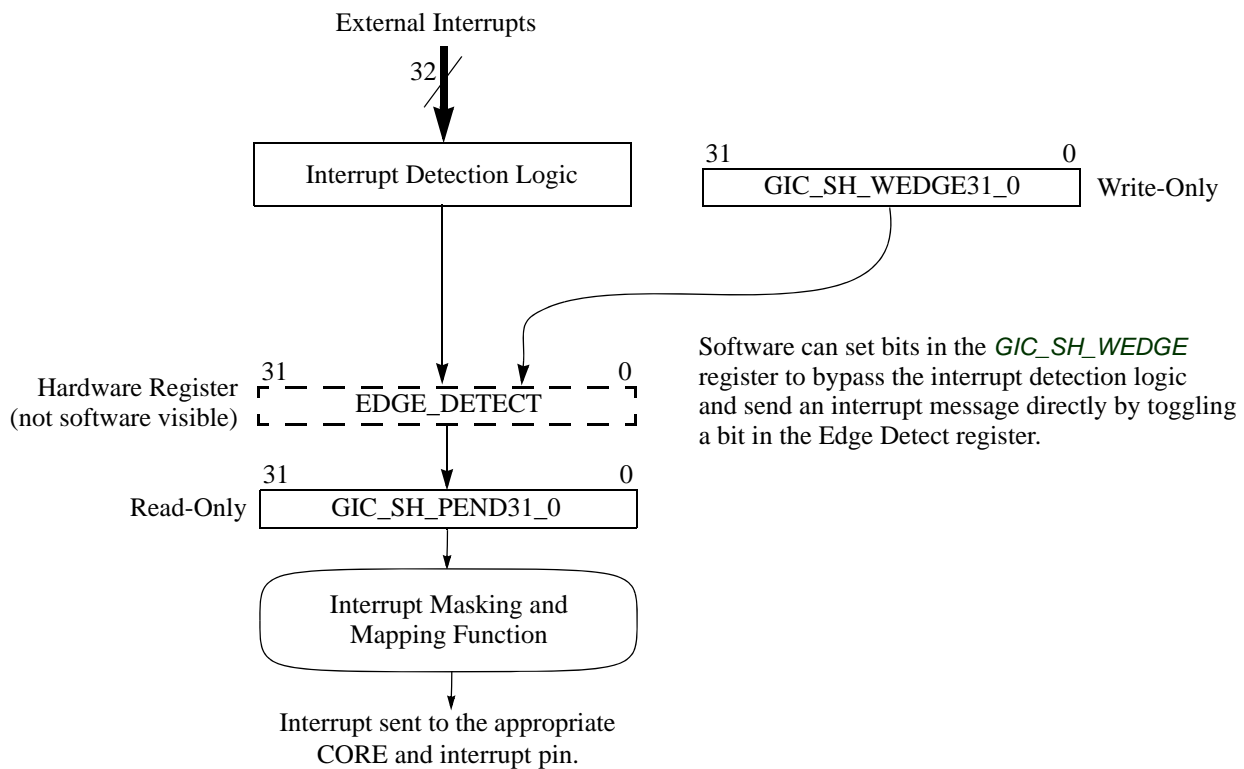 External Interrupts
32
Interrupt Detection Logic
31 0
GIC_SH_WEDGE31_0
Write-Only
Software can set bits in the GIC_SH_WEDGE
register to bypass the interrupt detection logic
and send an interrupt message directly by toggling
a bit in the Edge Detect register.
Hardware Register
(not software visible)
31 0
EDGE_DETECT
31 0
Read-Only
GIC_SH_PEND31_0
Interrupt Masking and
Mapping Function
Interrupt sent to the appropriate
CORE and interrupt pin.